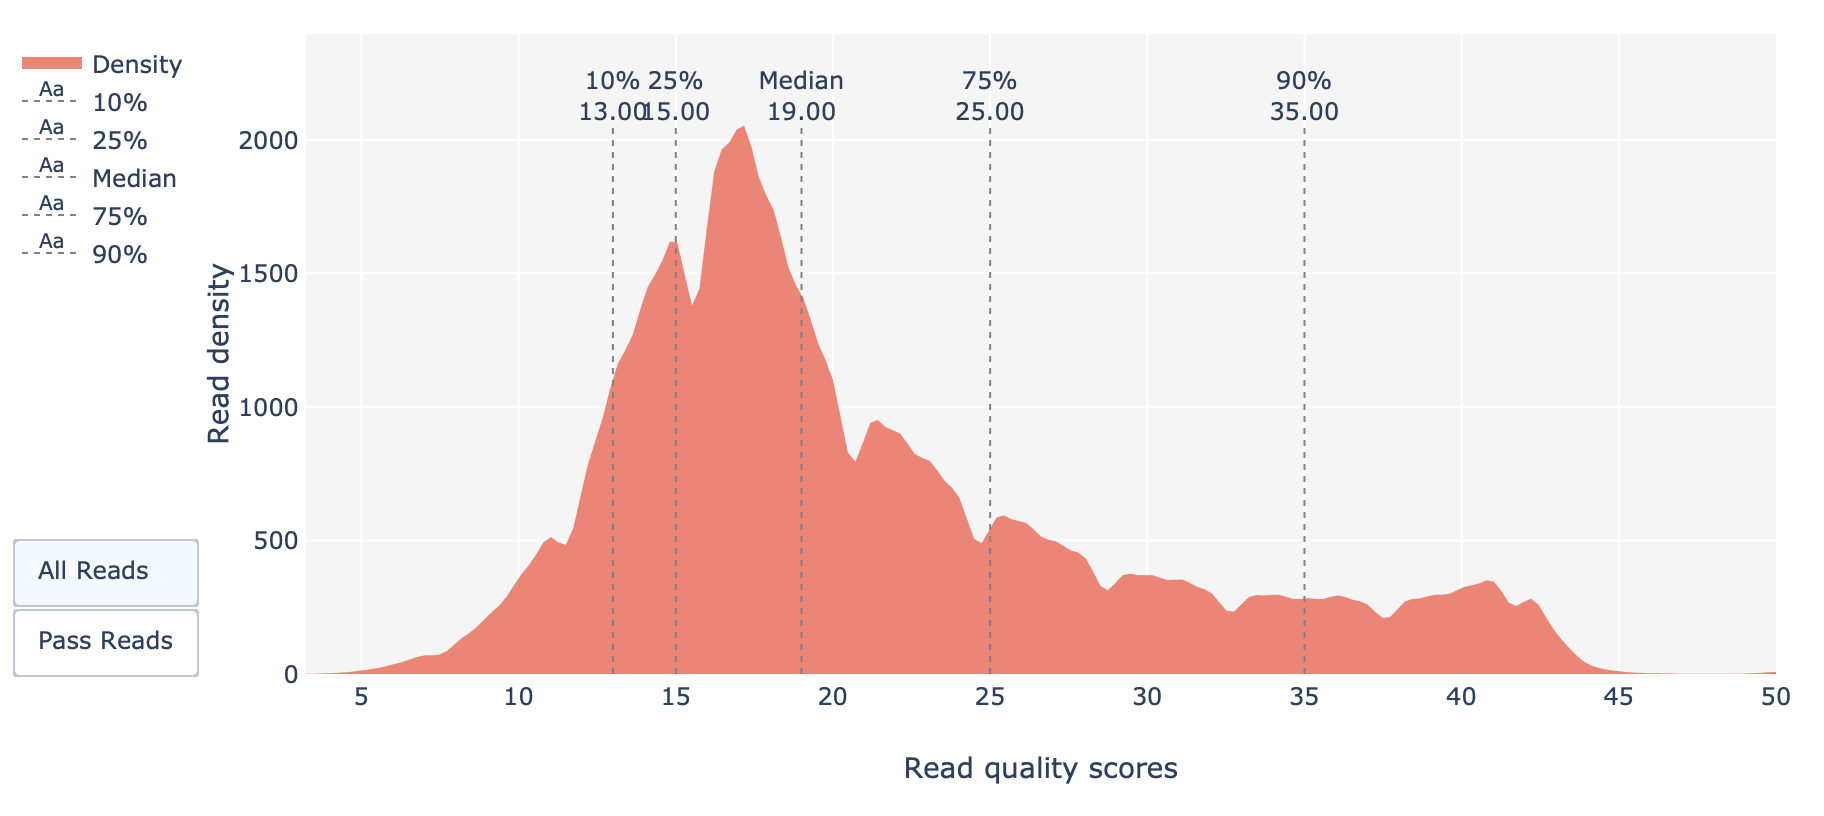 Density
Aa
10%
Aa
25%
Aa
Median
Aa
75%
Aa
90%
All Reads
Pass Reads
10% 25% Median 75% 90%
13.00 15.00 19.00 25.00 35.00
Read density
2000
1500
1000
500
0
5 10 15 20 25 30 35 40 45 50
Read quality scores